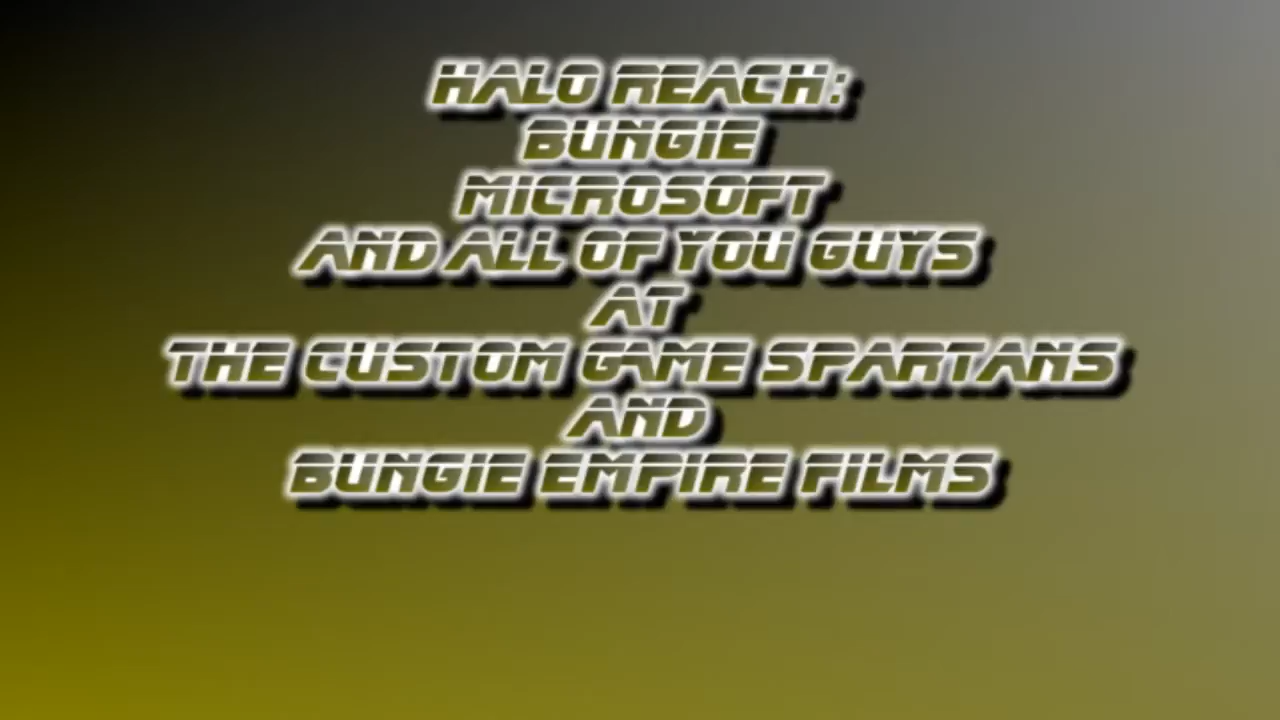 HALO REACH:
BUNGIE
MICROSOFT
AND ALL OF YOU GUYS
AT
THE CUSTOM GAME SPARTANS
AND
BUNGIE EMPIRE FILMS